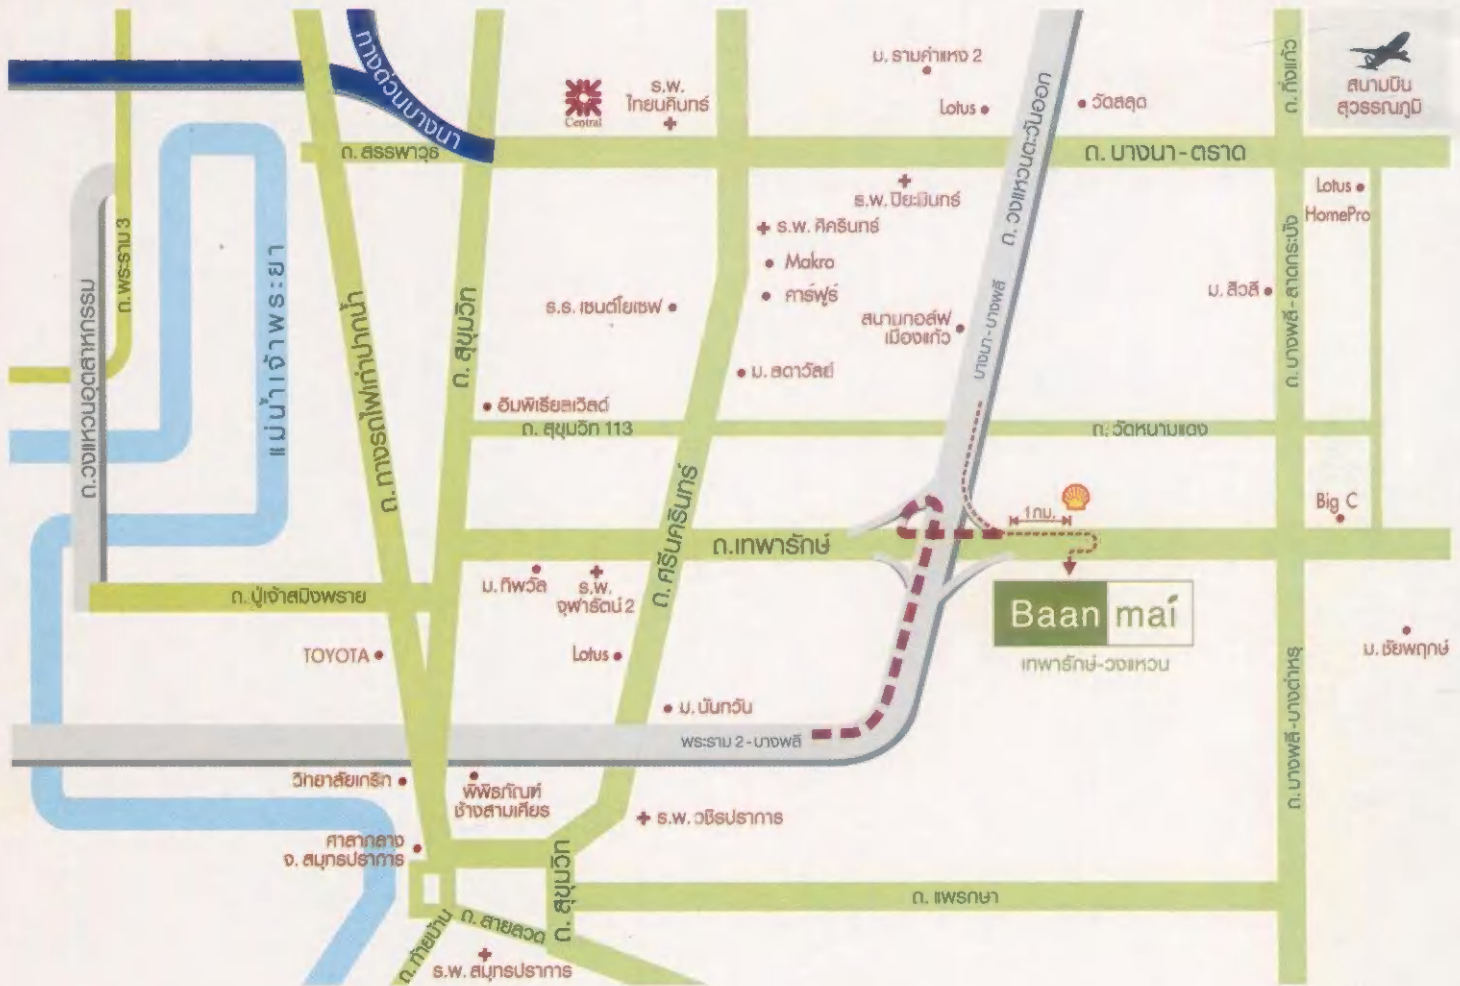 ทางด่วนบางนา
Central
ร.พ.
ไทยนครินทร์
ม. รามคำแหง 2
Lotus
วัดสลุด
ถ. วงแหวนตะวันออก
ถ. กิ่งแก้ว
สนามบิน
สุวรรณภูมิ
ถ. สรรพาวุธ
ถ. บางนา-ตราด
ร.พ. ปิยะมินทร์
Lotus
HomePro
ถ. พระราม 3
แม่น้ำเจ้าพระยา
ถ.วงแหวนอุตสาหกรรม
ถ. ทางรถไฟเก่าปากน้ำ
ถ. สุขุมวิท
ร.พ. ศิครินทร์
Makro
คาร์ฟูร์
ร.ร. เซนต์โยเซฟ
สนามกอล์ฟ
เมืองแก้ว
บางนา-บางพลี
ม. สิวลี
ถ. บางพลี-ลาดกระบัง
ม. ลดาวัลย์
อิมพีเรียลเวิลด์
ถ. สุขุมวิท 113
ถ. วัดหนามแดง
ถ. ศรีนครินทร์
Big C
1 กม.
ถ.เทพารักษ์
ม. ทิพวัล
ร.พ.
จุฬารัตน์ 2
ถ. ปู่เจ้าสมิงพราย
Baan mai
เทพารักษ์-วงแหวน
TOYOTA
Lotus
ม. ชัยพฤกษ์
ม. นันทวัน
พระราม 2-บางพลี
ถ. บางพลี-บางตำหรุ
วิทยาลัยเกริก
พิพิธภัณฑ์
ช้างสามเศียร
ร.พ. วชิรปราการ
ศาลากลาง
จ. สมุทรปราการ
ถ. สุขุมวิท
ถ. แพรกษา
ถ. สายลวด
ถ. ท้ายบ้าน
ร.พ. สมุทรปราการ